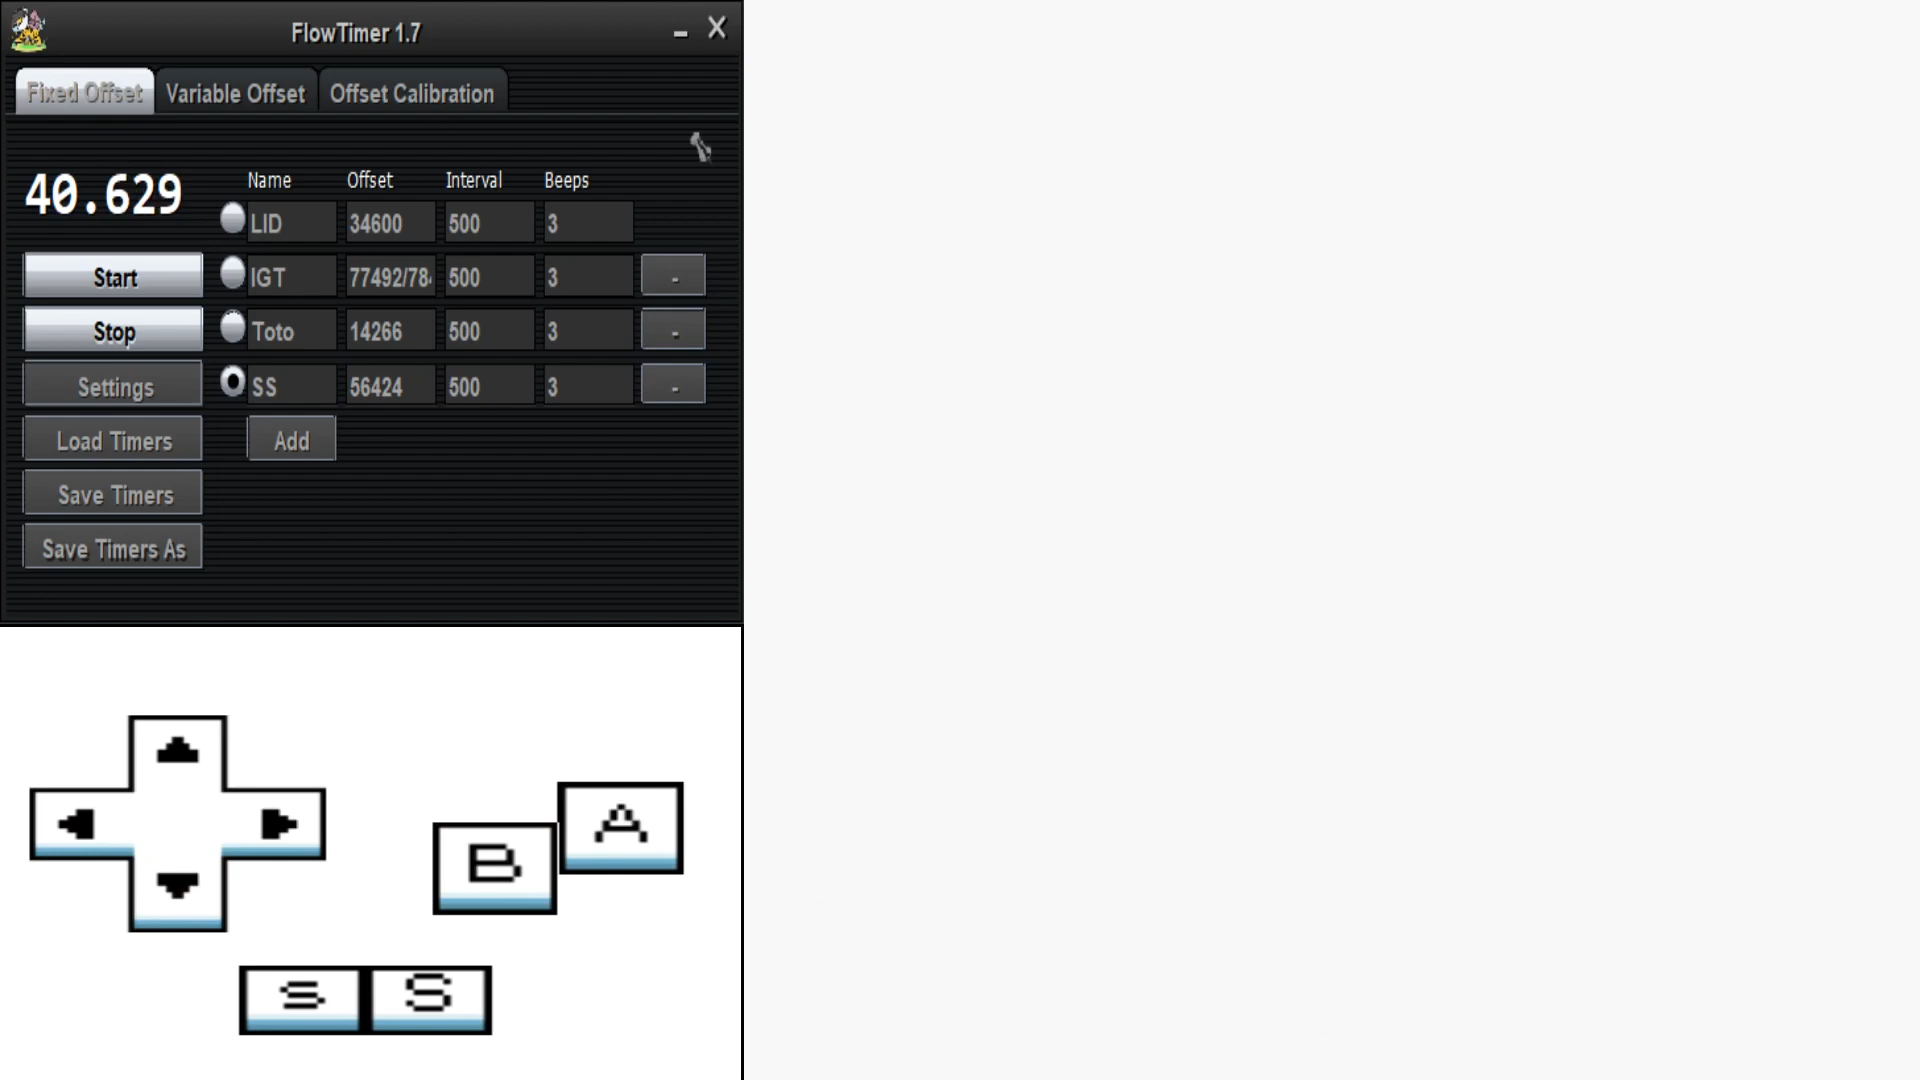 FlowTimer 1.7
Fixed Offset Variable Offset Offset Calibration
40.629
Name Offset Interval Beeps
LID 34600 500 3
Start
IGT 77492/78 500 3 -
Stop
Toto 14266 500 3 -
Settings
SS 56424 500 3 -
Load Timers
Add
Save Timers
Save Timers As
A
B
S S